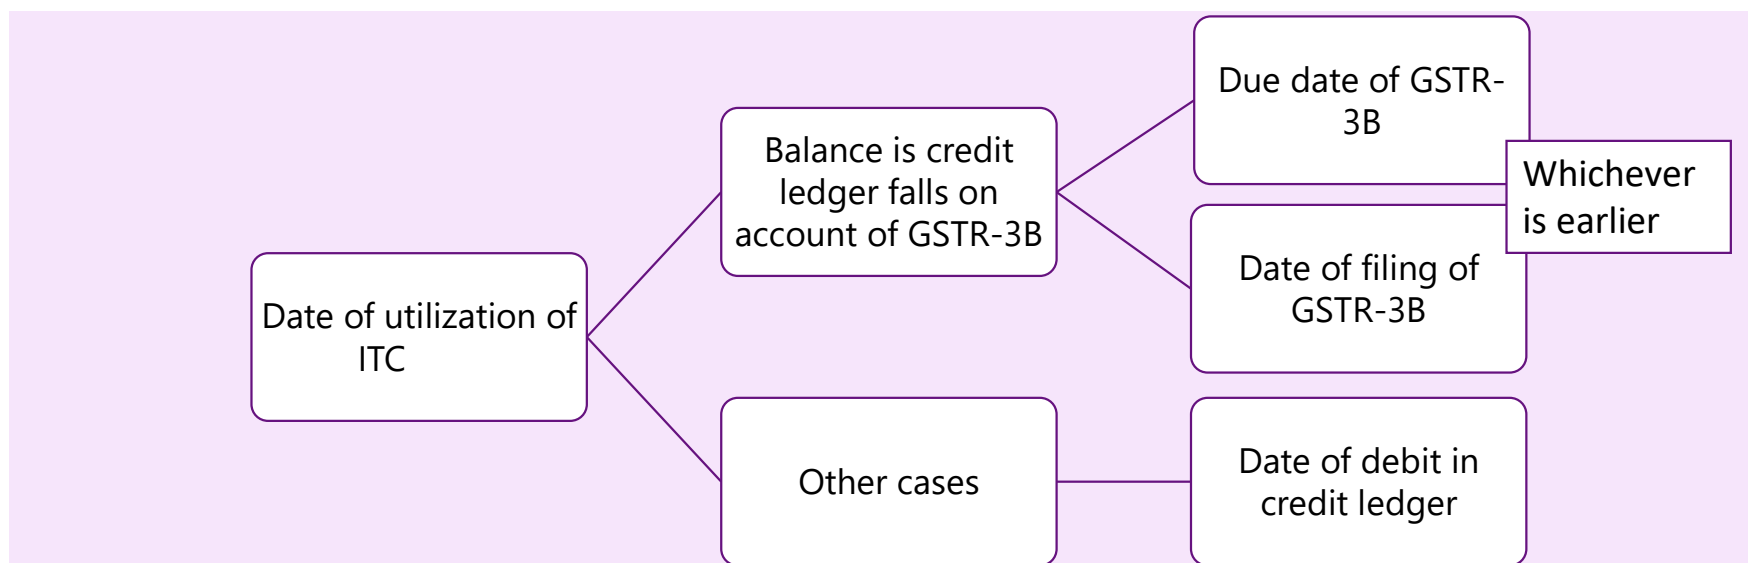 Date of utilization of
ITC
Balance is credit
ledger falls on
account of GSTR-3B
Due date of GSTR-
3B
Date of filing of
GSTR-3B
Whichever
is earlier
Other cases
Date of debit in
credit ledger